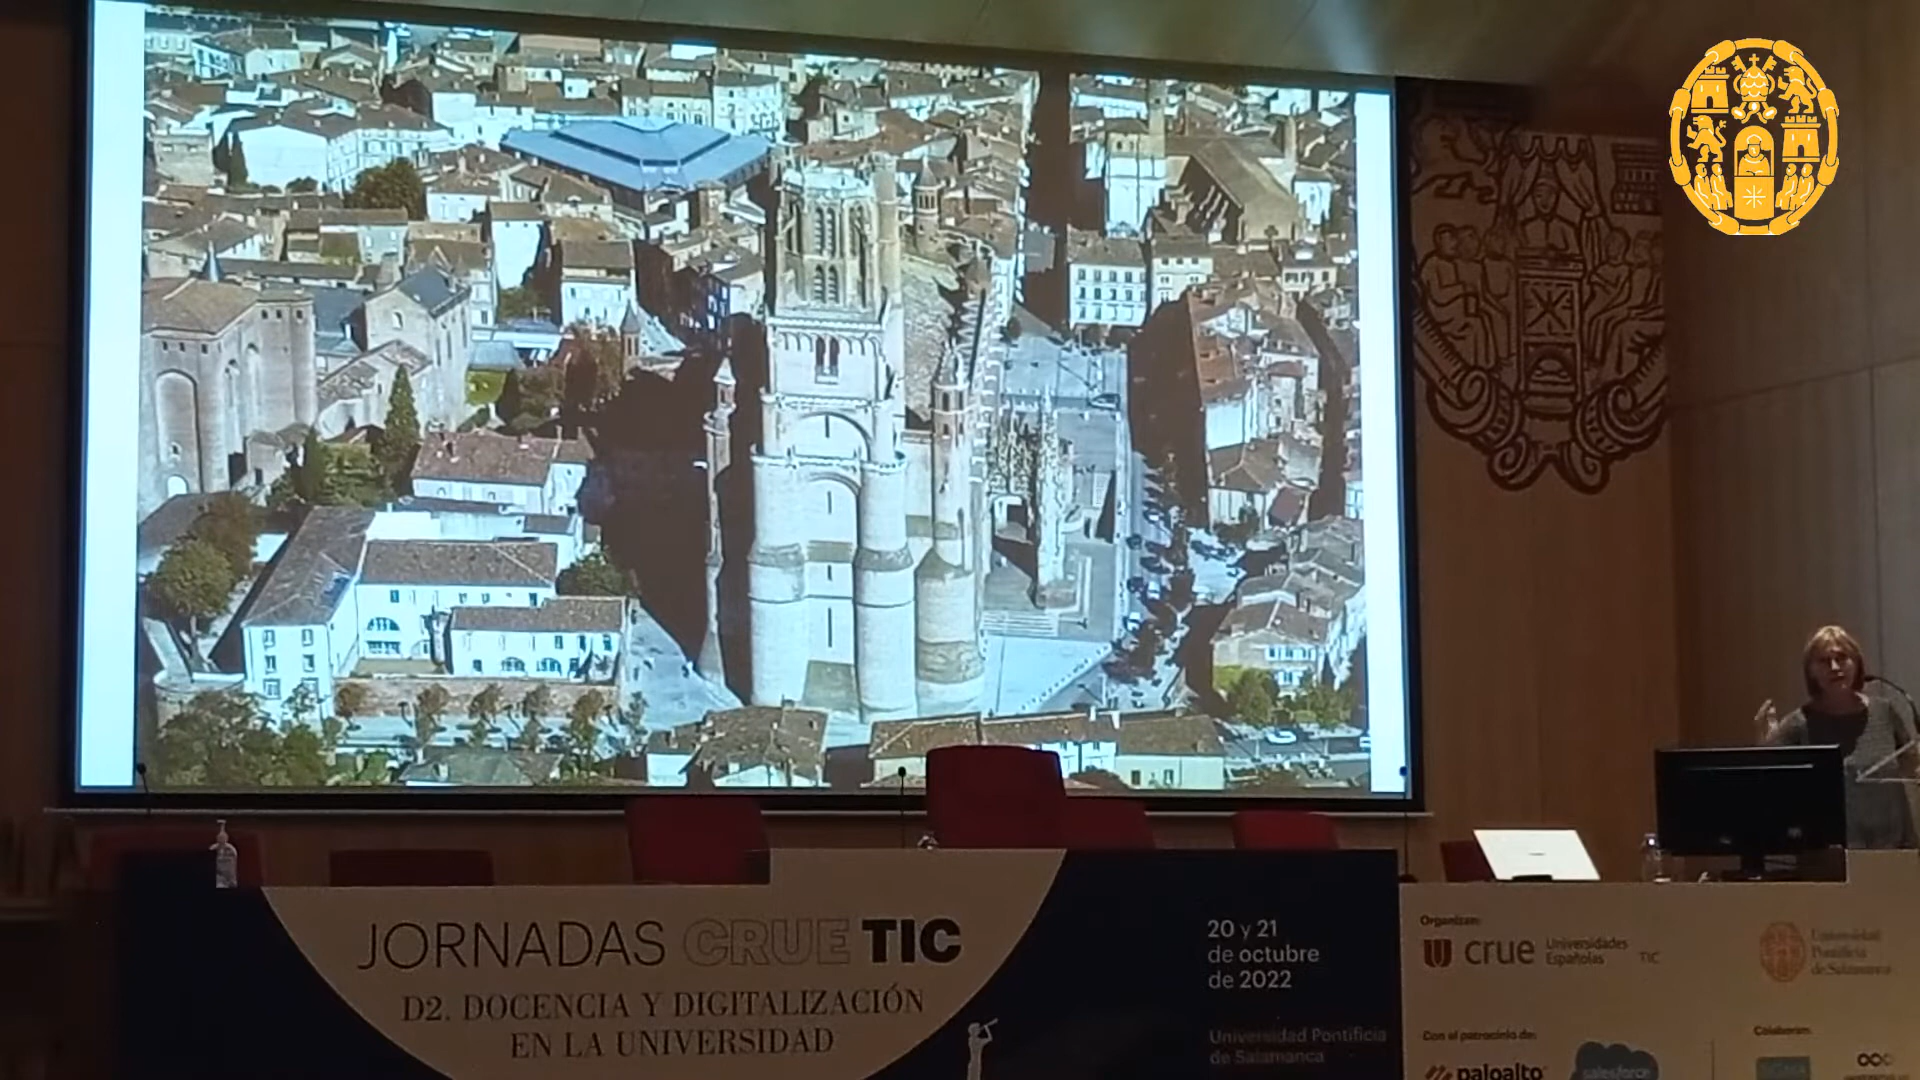 JORNADAS CRUE TIC
D2. DOCENCIA Y DIGITALIZACIÓN
EN LA UNIVERSIDAD
20 y 21
de octubre
de 2022
Universidad Pontificia
de Salamanca
Organizan:
crue Universidades
Españolas TIC
Universidad
Pontificia
de Salamanca
Con el patrocinio de:
Colaboran:
paloalto
salesforce